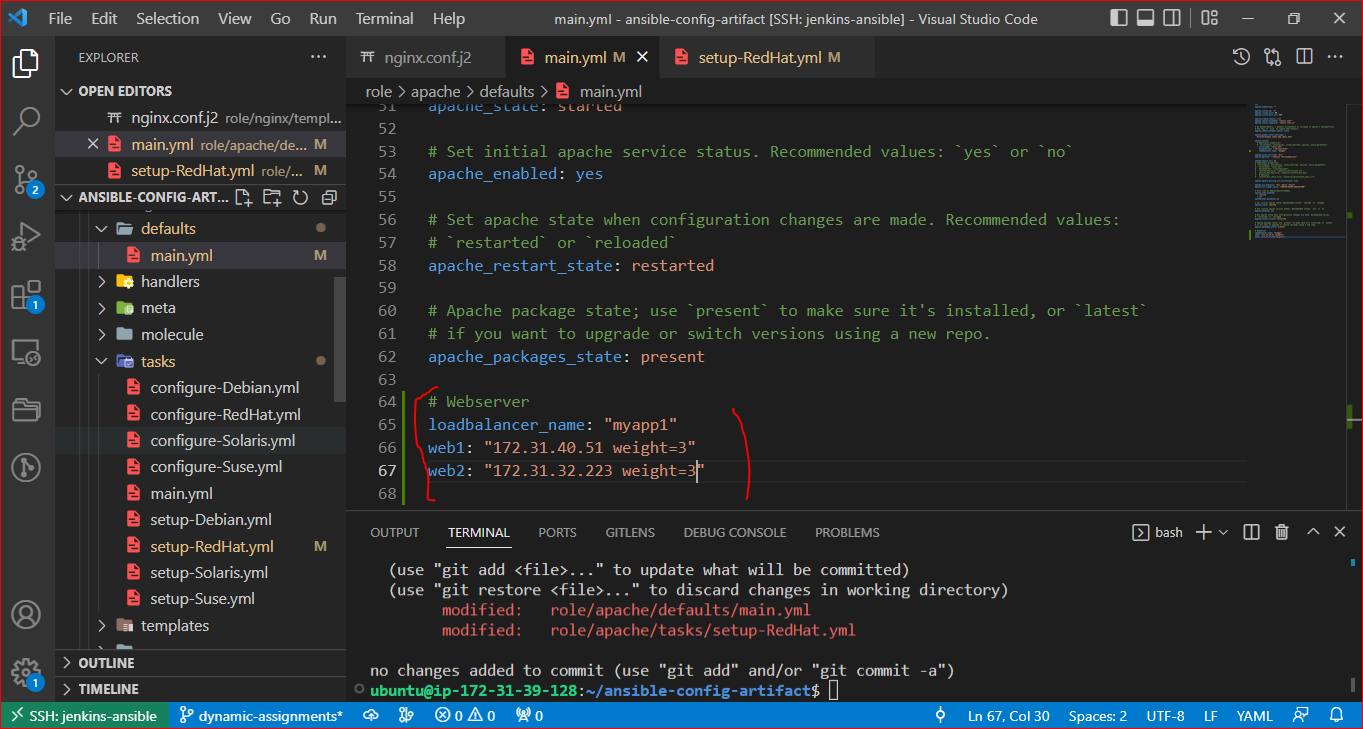 File Edit Selection View Go Run Terminal Help main.yml - ansible-config-artifact [SSH: jenkins-ansible] - Visual Studio Code
EXPLORER
OPEN EDITORS
nginx.conf.j2 role/nginx/templ...
main.yml role/apache/de... M
setup-RedHat.yml role/... M
ANSIBLE-CONFIG-ART...
defaults
main.yml M
handlers
meta
molecule
tasks
configure-Debian.yml
configure-RedHat.yml
configure-Solaris.yml
configure-Suse.yml
main.yml
setup-Debian.yml
setup-RedHat.yml M
setup-Solaris.yml
setup-Suse.yml
templates
OUTLINE
TIMELINE
2
1
1
nginx.conf.j2 main.yml M setup-RedHat.yml M
role > apache > defaults > main.yml
51 apache_state: started
52
53 # Set initial apache service status. Recommended values: `yes` or `no`
54 apache_enabled: yes
55
56 # Set apache state when configuration changes are made. Recommended values:
57 # `restarted` or `reloaded`
58 apache_restart_state: restarted
59
60 # Apache package state; use `present` to make sure it's installed, or `latest`
61 # if you want to upgrade or switch versions using a new repo.
62 apache_packages_state: present
63
64 # Webserver
65 loadbalancer_name: "myapp1"
66 web1: "172.31.40.51 weight=3"
67 web2: "172.31.32.223 weight=3"
68
OUTPUT TERMINAL PORTS GITLENS DEBUG CONSOLE PROBLEMS bash
(use "git add <file>..." to update what will be committed)
(use "git restore <file>..." to discard changes in working directory)
modified: role/apache/defaults/main.yml
modified: role/apache/tasks/setup-RedHat.yml
no changes added to commit (use "git add" and/or "git commit -a")
ubuntu@ip-172-31-39-128:~/ansible-config-artifact$
SSH: jenkins-ansible dynamic-assignments* 0 0 0 Ln 67, Col 30 Spaces: 2 UTF-8 LF YAML